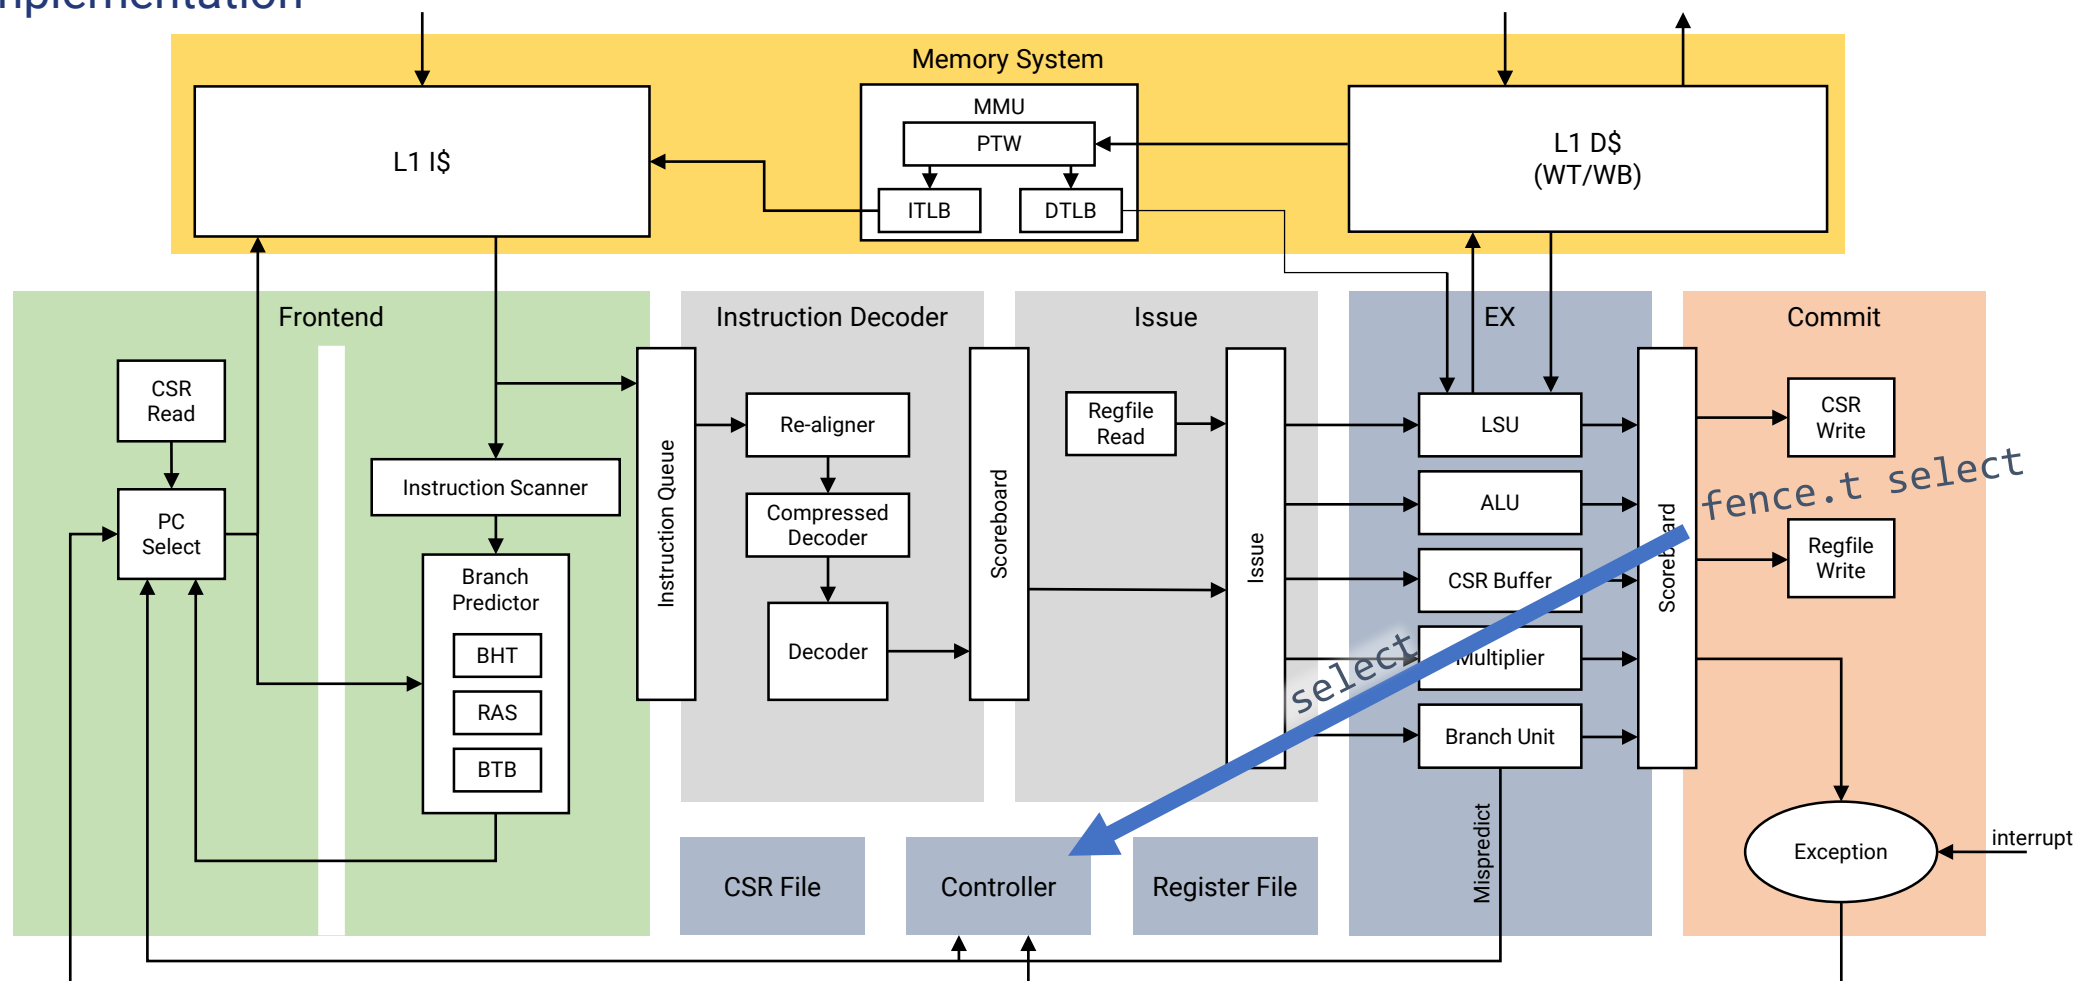 Memory System
MMU
PTW
ITLB
DTLB
L1 I$
L1 D$
(WT/WB)
Frontend
Instruction Decoder
Issue
EX
Commit
CSR
Read
PC
Select
Instruction Scanner
Branch
Predictor
BHT
RAS
BTB
Instruction Queue
Re-aligner
Compressed
Decoder
Decoder
Scoreboard
Regfile
Read
Issue
LSU
ALU
CSR Buffer
Multiplier
Branch Unit
Mispredict
Scoreboard
CSR
Write
fence.t select
Regfile
Write
select
Exception
interrupt
CSR File
Controller
Register File